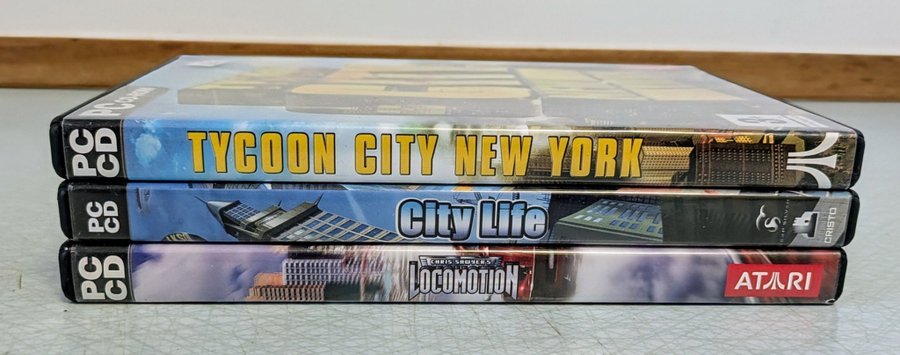 PC
CD
TYCOON CITY NEW YORK
PC
CD
City Life
CRISTO
PC
CD
CHRIS SAWYER'S
LOCOMOTION
ATARI